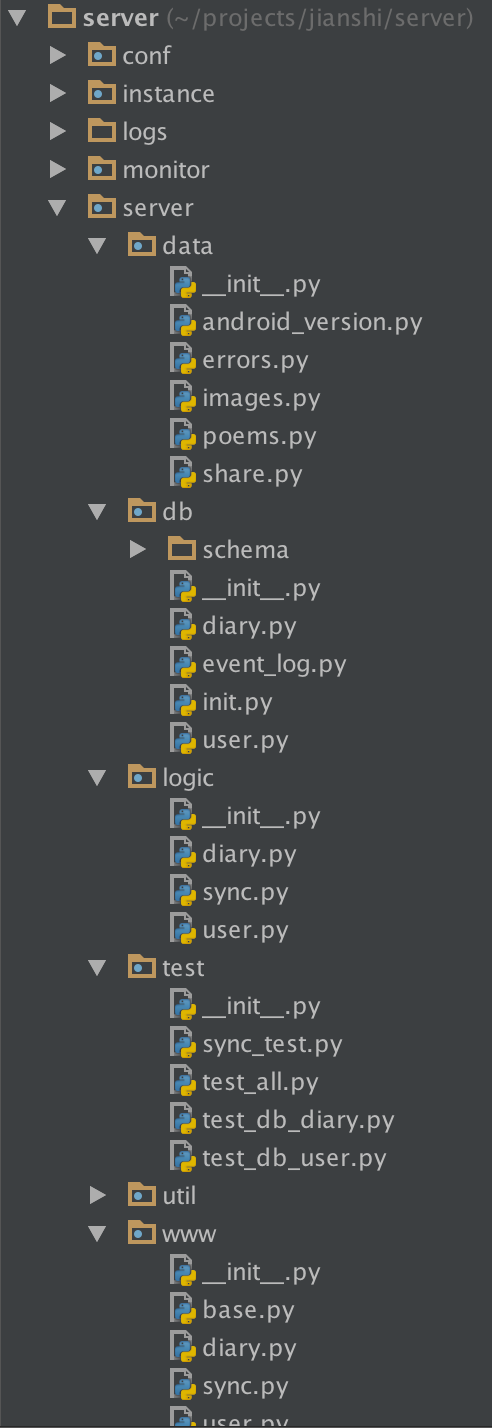 server (~/projects/jianshi/server)
conf
instance
logs
monitor
server
data
__init__.py
android_version.py
errors.py
images.py
poems.py
share.py
db
schema
__init__.py
diary.py
event_log.py
init.py
user.py
logic
__init__.py
diary.py
sync.py
user.py
test
__init__.py
sync_test.py
test_all.py
test_db_diary.py
test_db_user.py
util
www
__init__.py
base.py
diary.py
sync.py
user.py